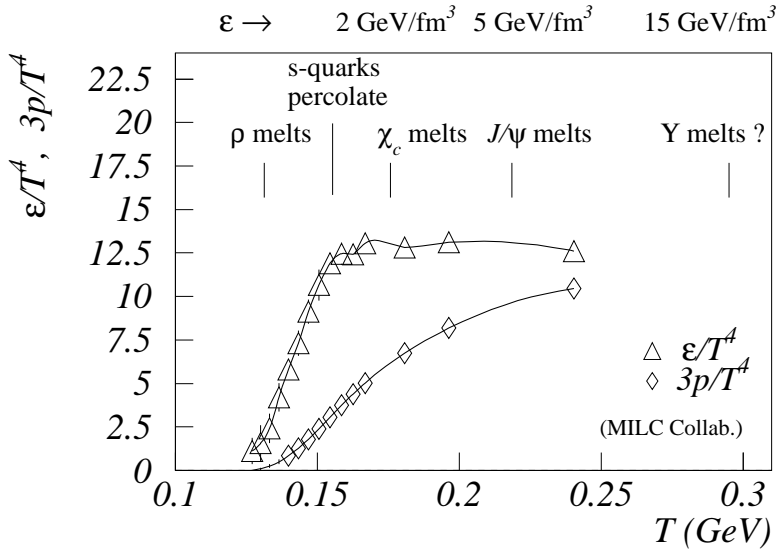 ε → 2 GeV/fm³ 5 GeV/fm³ 15 GeV/fm³
ε/T⁴ , 3p/T⁴
22.5
20
17.5
15
12.5
10
7.5
5
2.5
0
s-quarks
percolate
ρ melts
χ_c melts
J/ψ melts
Υ melts ?
ε/T⁴
3p/T⁴
(MILC Collab.)
0.1 0.15 0.2 0.25 0.3
T (GeV)